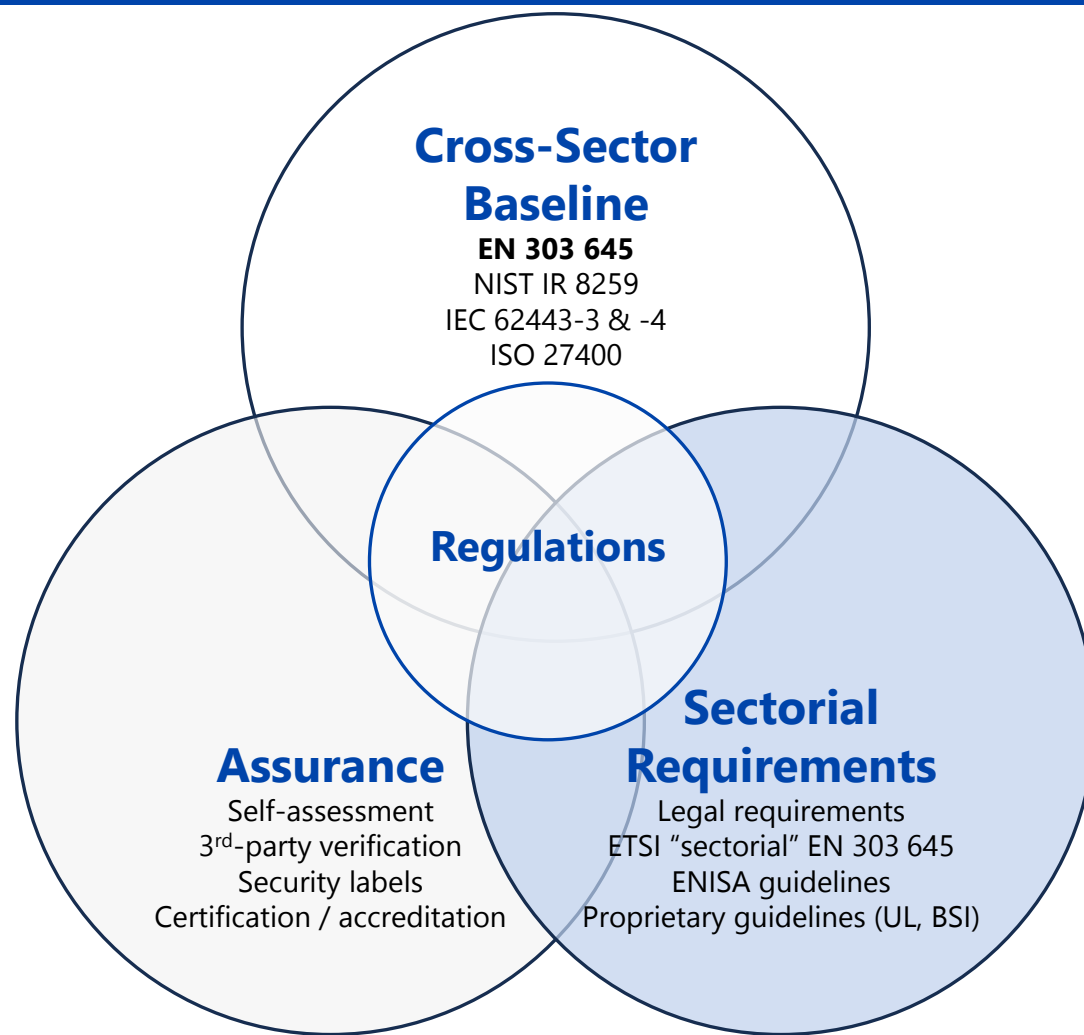 Cross-Sector
Baseline
EN 303 645
NIST IR 8259
IEC 62443-3 & -4
ISO 27400
Regulations
Assurance
Self-assessment
3rd-party verification
Security labels
Certification / accreditation
Sectorial
Requirements
Legal requirements
ETSI “sectorial” EN 303 645
ENISA guidelines
Proprietary guidelines (UL, BSI)